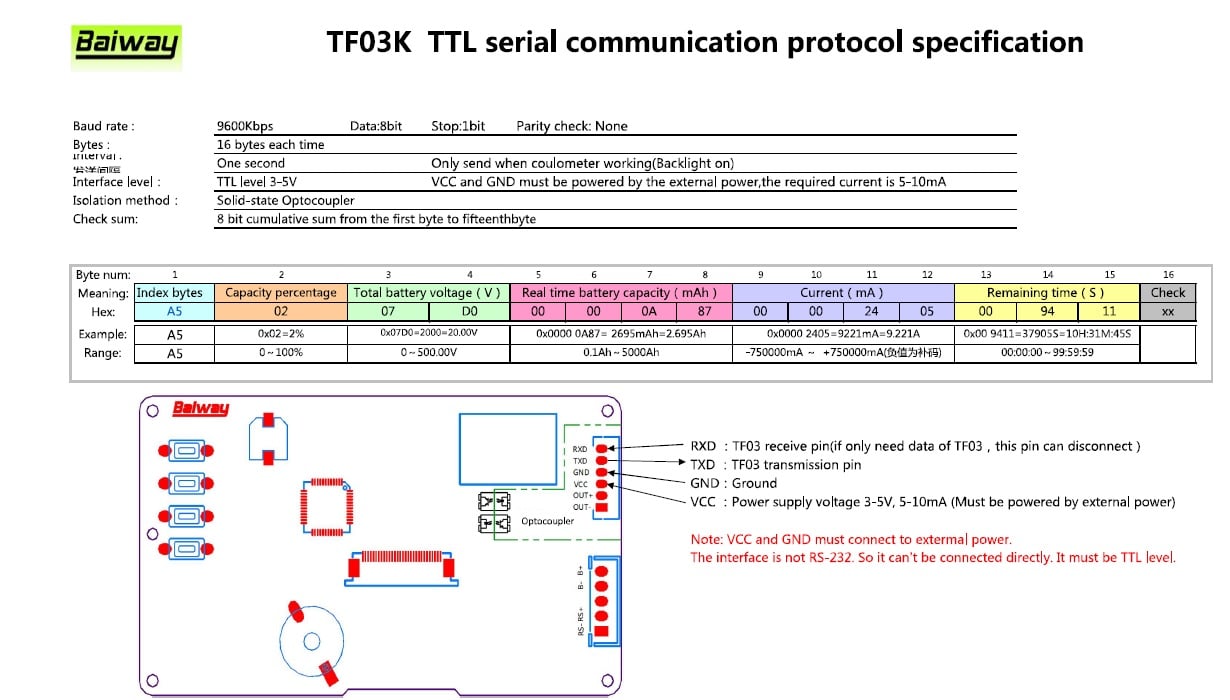 Baiway
TF03K TTL serial communication protocol specification
Baud rate : 9600Kbps Data:8bit Stop:1bit Parity check: None
Bytes : 16 bytes each time
Interval : One second Only send when coulometer working(Backlight on)
Interface level : TTL level 3-5V VCC and GND must be powered by the external power,the required current is 5-10mA
Isolation method : Solid-state Optocoupler
Check sum: 8 bit cumulative sum from the first byte to fifteenthbyte
Byte num: 1 2 3 4 5 6 7 8 9 10 11 12 13 14 15 16
Meaning: Index bytes Capacity percentage Total battery voltage ( V ) Real time battery capacity ( mAh ) Current ( mA ) Remaining time ( S ) Check
Hex: A5 02 07 D0 00 00 0A 87 00 00 24 05 00 94 11 xx
Example: A5 0x02=2% 0x07D0=2000=20.00V 0x0000 0A87= 2695mAh=2.695Ah 0x0000 2405=9221mA=9.221A 0x00 9411=37905S=10H:31M:45S
Range: A5 0~100% 0~500.00V 0.1Ah~5000Ah -750000mA ~ +750000mA(负值为补码) 00:00:00~99:59:59
Baiway
RXD
TXD
GND
VCC
OUT+
OUT-
Optocoupler
B+
B-
RS+
RS-
RXD : TF03 receive pin(if only need data of TF03 , this pin can disconnect )
TXD : TF03 transmission pin
GND : Ground
VCC : Power supply voltage 3-5V, 5-10mA (Must be powered by external power)
Note: VCC and GND must connect to extermal power.
The interface is not RS-232. So it can't be connected directly. It must be TTL level.